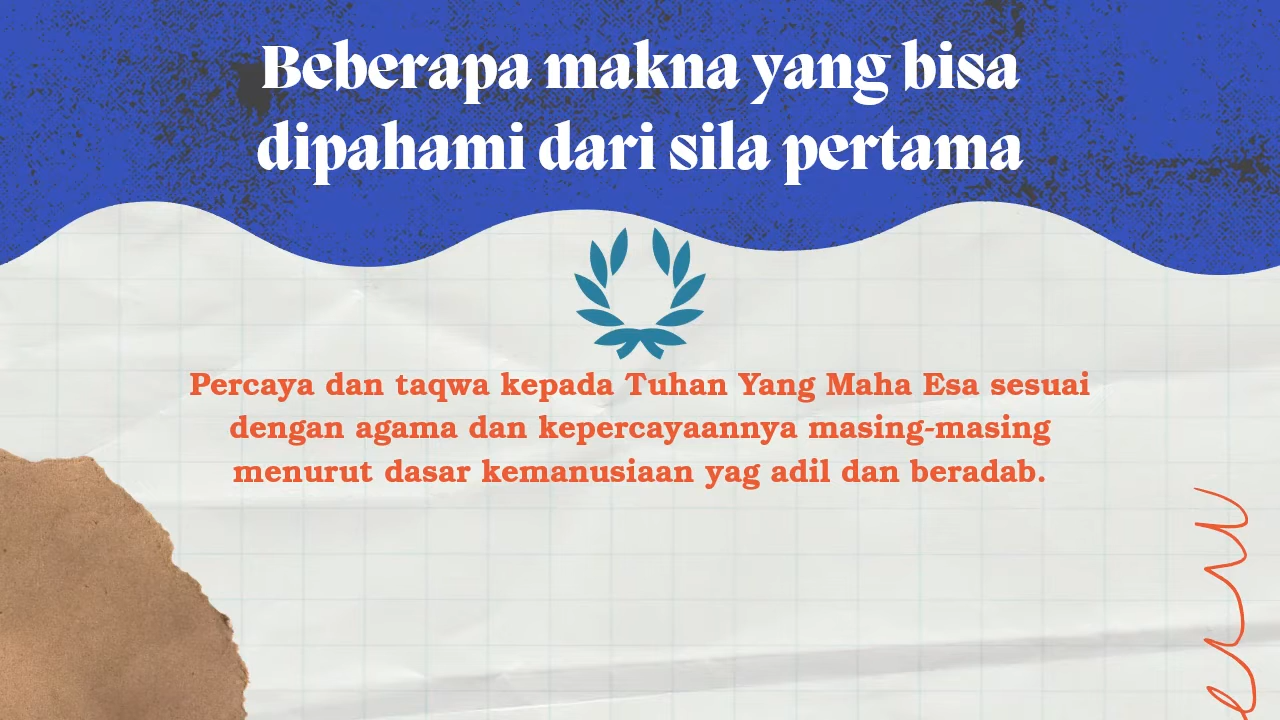 Beberapa makna yang bisa
dipahami dari sila pertama
Percaya dan taqwa kepada Tuhan Yang Maha Esa sesuai
dengan agama dan kepercayaannya masing-masing
menurut dasar kemanusiaan yag adil dan beradab.